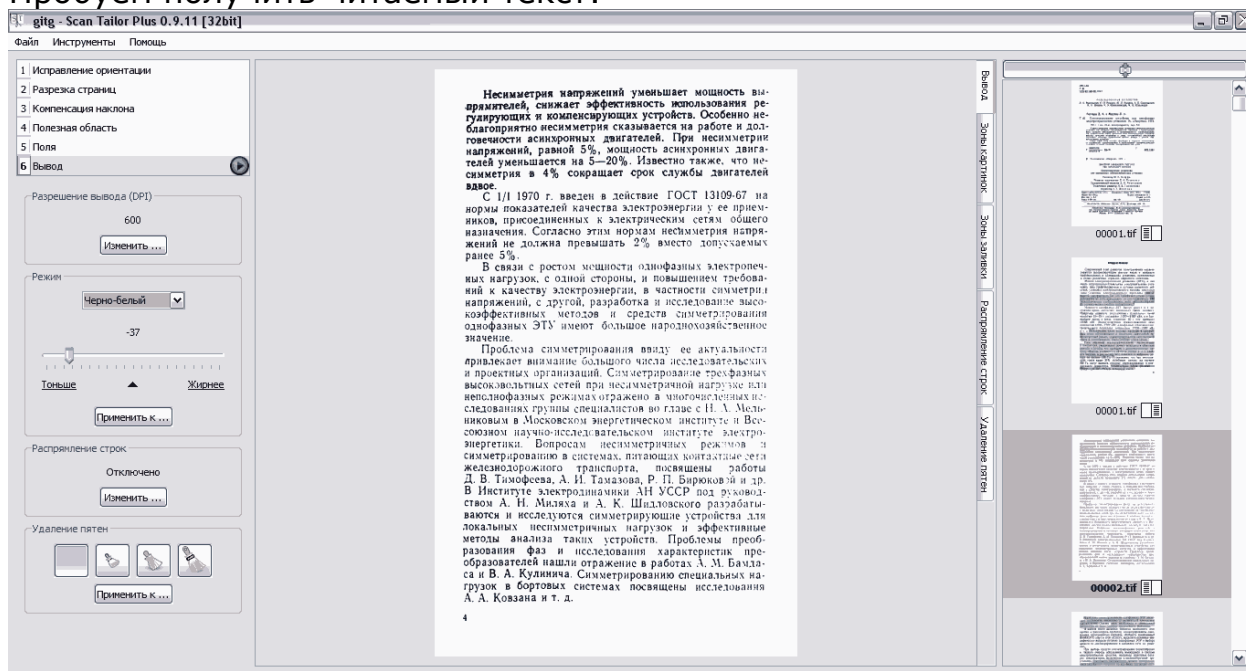 Пробуем получить читаемый текст.
gitg - Scan Tailor Plus 0.9.11 [32bit]
Файл Инструменты Помощь
1 Исправление ориентации
2 Разрезка страниц
3 Компенсация наклона
4 Полезная область
5 Поля
6 Вывод
Разрешение вывода (DPI)
600
Изменить ...
Режим
Черно-белый
-37
Тоньше
Жирнее
Применить к ...
Распрямление строк
Отключено
Изменить ...
Удаление пятен
Применить к ...
Несимметрия напряжений уменьшает мощность вы-
прямителей, снижает эффективность использования ре-
гулирующих и компенсирующих устройств. Особенно не-
благоприятно несимметрия сказывается на работе и дол-
говечности асинхронных двигателей. При несимметрии
напряжений, равной 5%, мощность асинхронных двига-
телей уменьшается на 5—20%. Известно также, что не-
симметрия в 4% сокращает срок службы двигателей
вдвое.
С 1/I 1970 г. введен в действие ГОСТ 13109-67 на
нормы показателей качества электроэнергии у ее прием-
ников, присоединенных к электрическим сетям общего
назначения. Согласно этим нормам несимметрия напря-
жений не должна превышать 2% вместо допускаемых
ранее 5%.
В связи с ростом мощности однофазных электропеч-
ных нагрузок, с одной стороны, и повышением требова-
ний к качеству электроэнергии, в частности симметрии
напряжений, с другой, разработка и исследование высо-
коэффективных методов и средств симметрирования
однофазных ЭТУ имеют большое народнохозяйственное
значение.
Проблема симметрирования ввиду ее актуальности
привлекает внимание большого числа исследовательских
и проектных организаций. Симметрирование трехфазных
высоковольтных сетей при несимметричной нагрузке или
неполнофазных режимах отражено в многочисленных ис-
следованиях группы специалистов во главе с Н. А. Мель-
никовым в Московском энергетическом институте и Все-
союзном научно-исследовательском институте электро-
энергетики. Вопросам несимметричных режимов и
симметрированию в системах, питающих контактные сети
железнодорожного транспорта, посвящены работы
Д. В. Тимофеева, А. И. Тамазова, Р. П. Бирюковой и др.
В Институте электродинамики АН УССР под руковод-
ством А. Н. Миляха и А. К. Шидловского разрабаты-
ваются и исследуются симметрирующие устройства для
локальных несимметричных нагрузок и эффективные
методы анализа таких устройств. Проблемы преоб-
разования фаз и исследования характеристик пре-
образователей нашли отражение в работах А. М. Бамда-
са и В. А. Кулинича. Симметрированию специальных на-
грузок в бортовых системах посвящены исследования
А. А. Ковзана и т. д.
4
Вывод
Зоны картинок
Зоны заливки
Распрямление строк
Удаление пятен
00001.tif
00001.tif
00002.tif